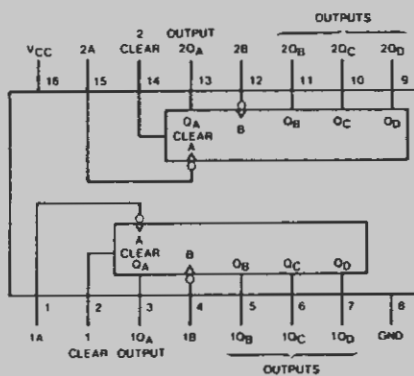 OUTPUTS
2 OUTPUT
VCC 2A CLEAR 2QA 2B 2QB 2QC 2QD
16 15 14 13 12 11 10 9
QA B QB QC QD
CLEAR
A
A B QB QC QD
QA
CLEAR
1 2 3 4 5 6 7 8
1A 1 1QA 1B 1QB 1QC 1QD GND
CLEAR OUTPUT
OUTPUTS